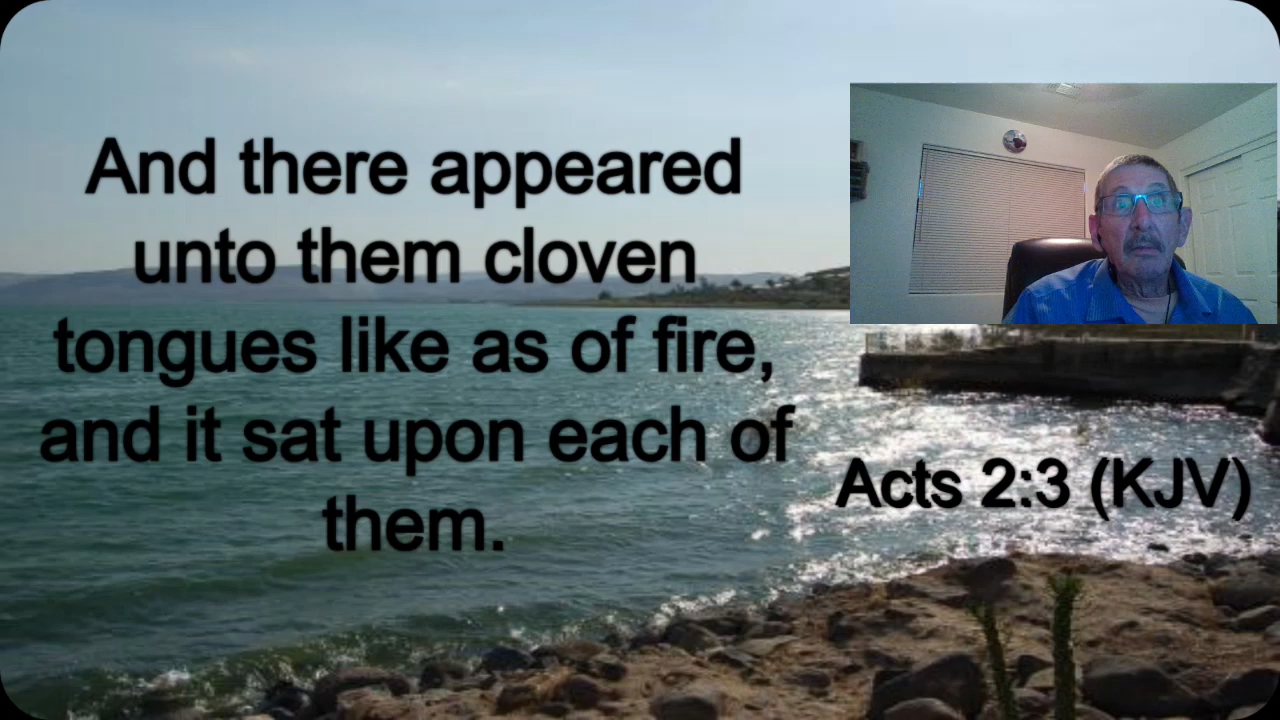 And there appeared
unto them cloven
tongues like as of fire,
and it sat upon each of
them.
Acts 2:3 (KJV)